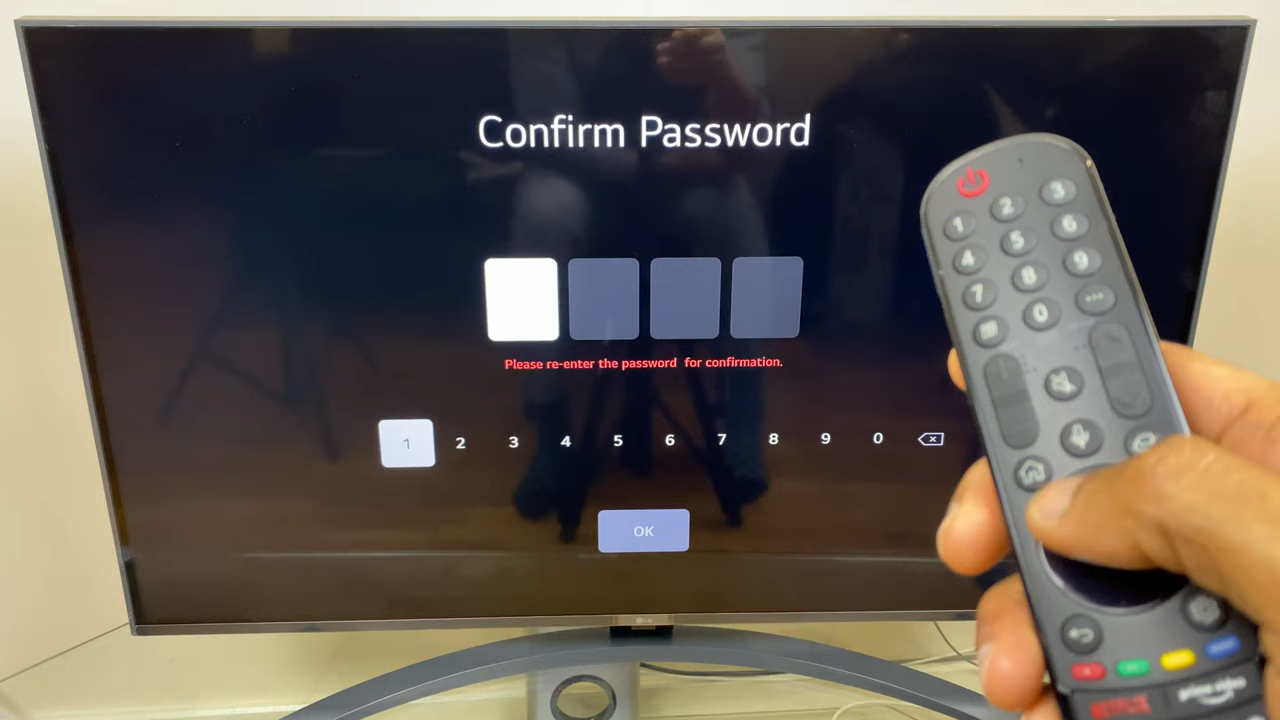 Confirm Password
Please re-enter the password for confirmation.
1 2 3 4 5 6 7 8 9 0
OK
LG
1 2 3
4 5 6
7 8 9
0
NETFLIX
prime video